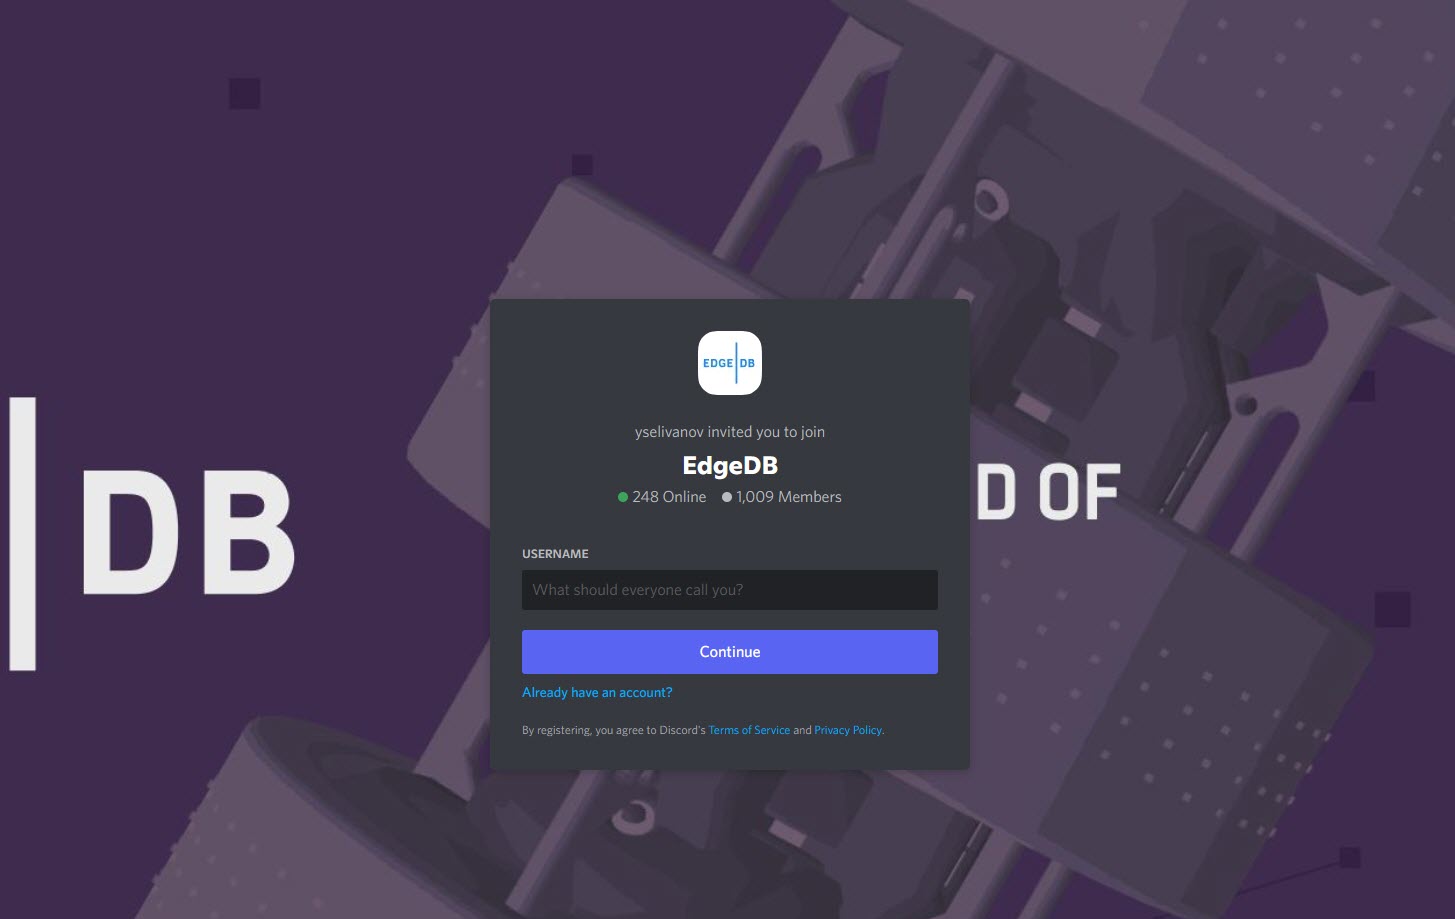 EDGE|DB
yselivanov invited you to join
EdgeDB
248 Online 1,009 Members
DB
D OF
USERNAME
What should everyone call you?
Continue
Already have an account?
By registering, you agree to Discord's Terms of Service and Privacy Policy.